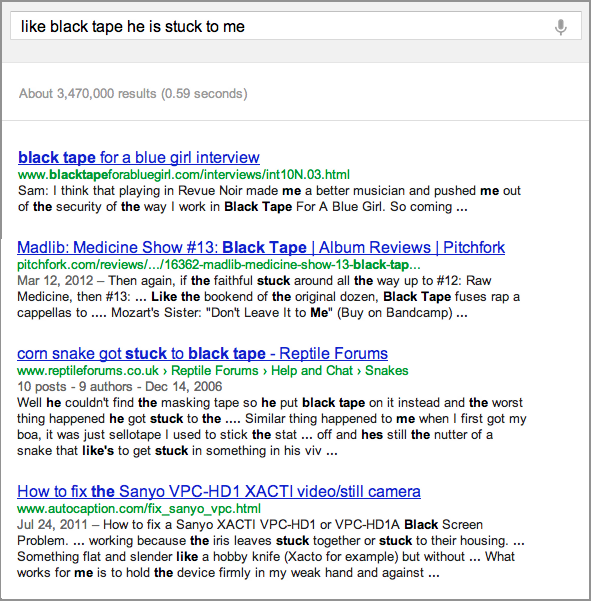 like black tape he is stuck to me
About 3,470,000 results (0.59 seconds)
black tape for a blue girl interview
www.blacktapeforabluegirl.com/interviews/int10N.03.html
Sam: I think that playing in Revue Noir made me a better musician and pushed me out
of the security of the way I work in Black Tape For A Blue Girl. So coming ...
Madlib: Medicine Show #13: Black Tape | Album Reviews | Pitchfork
pitchfork.com/reviews/.../16362-madlib-medicine-show-13-black-tap...
Mar 12, 2012 – Then again, if the faithful stuck around all the way up to #12: Raw
Medicine, then #13: ... Like the bookend of the original dozen, Black Tape fuses rap a
cappellas to .... Mozart's Sister: "Don't Leave It to Me" (Buy on Bandcamp) ...
corn snake got stuck to black tape - Reptile Forums
www.reptileforums.co.uk › Reptile Forums › Help and Chat › Snakes
10 posts - 9 authors - Dec 14, 2006
Well he couldn't find the masking tape so he put black tape on it instead and the worst
thing happened he got stuck to the .... Similar thing happened to me when I first got my
boa, it was just sellotape I used to stick the stat ... off and hes still the nutter of a
snake that like's to get stuck in something in his viv ...
How to fix the Sanyo VPC-HD1 XACTI video/still camera
www.autocaption.com/fix_sanyo_vpc.html
Jul 24, 2011 – How to fix a Sanyo XACTI VPC-HD1 or VPC-HD1A Black Screen
Problem. ... working because the iris leaves stuck together or stuck to their housing. ...
Something flat and slender like a hobby knife (Xacto for example) but without ... What
works for me is to hold the device firmly in my weak hand and against ...